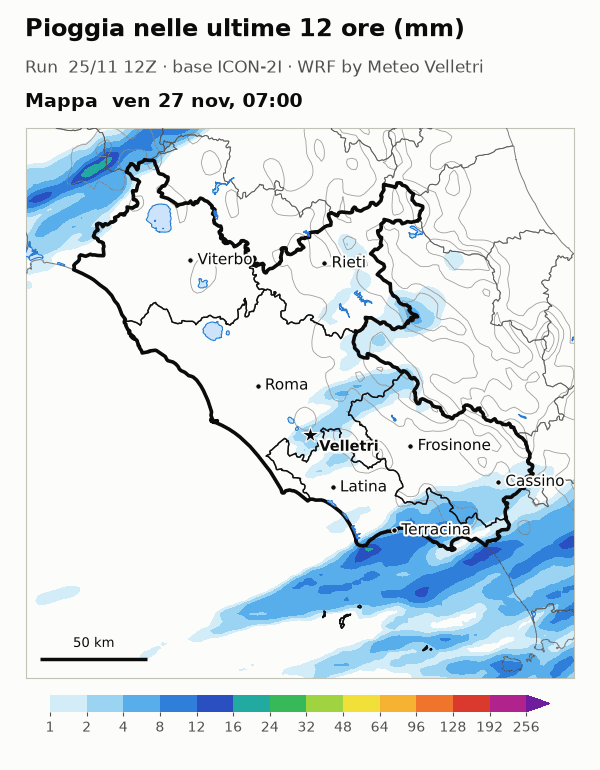 Pioggia nelle ultime 12 ore (mm)
Run 25/11 12Z · base ICON-2I · WRF by Meteo Velletri
Mappa ven 27 nov, 07:00
Viterbo
Rieti
Roma
Velletri
Frosinone
Latina
Cassino
Terracina
50 km
1 2 4 8 12 16 24 32 48 64 96 128 192 256